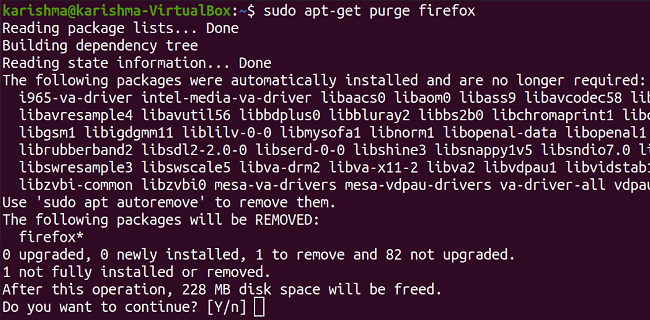 karishma@karishma-VirtualBox:~$ sudo apt-get purge firefox
Reading package lists... Done
Building dependency tree
Reading state information... Done
The following packages were automatically installed and are no longer required:
  i965-va-driver intel-media-va-driver libaacs0 libaom0 libass9 libavcodec58 li
  libavresample4 libavutil56 libbdplus0 libbluray2 libbs2b0 libchromaprint1 lib
  libgsm1 libigdgmm11 liblilv-0-0 libmysofa1 libnorm1 libopenal-data libopenal1
  librubberband2 libsdl2-2.0-0 libserd-0-0 libshine3 libsnappy1v5 libsndio7.0 l
  libswresample3 libswscale5 libva-drm2 libva-x11-2 libva2 libvdpau1 libvidstab1
  libzvbi-common libzvbi0 mesa-va-drivers mesa-vdpau-drivers va-driver-all vdpau
Use 'sudo apt autoremove' to remove them.
The following packages will be REMOVED:
  firefox*
0 upgraded, 0 newly installed, 1 to remove and 82 not upgraded.
1 not fully installed or removed.
After this operation, 228 MB disk space will be freed.
Do you want to continue? [Y/n]